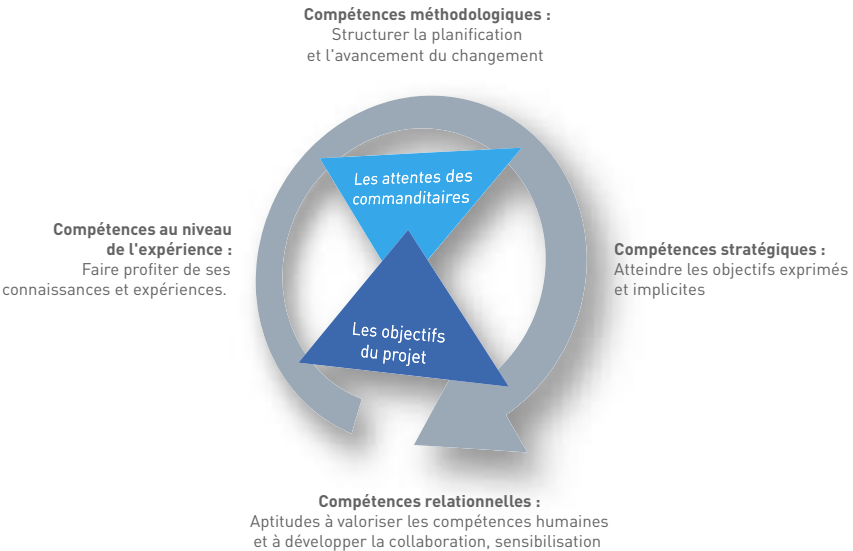 Compétences méthodologiques :
Structurer la planification
et l'avancement du changement
Les attentes des
commanditaires
Compétences au niveau
de l'expérience :
Faire profiter de ses
connaissances et expériences.
Compétences stratégiques :
Atteindre les objectifs exprimés
et implicites
Les objectifs
du projet
Compétences relationnelles :
Aptitudes à valoriser les compétences humaines
et à développer la collaboration, sensibilisation